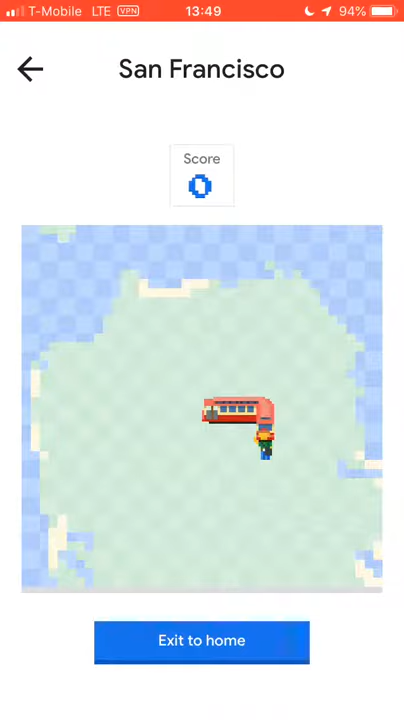 T-Mobile LTE VPN 13:49 94%
San Francisco
Score
0
Exit to home